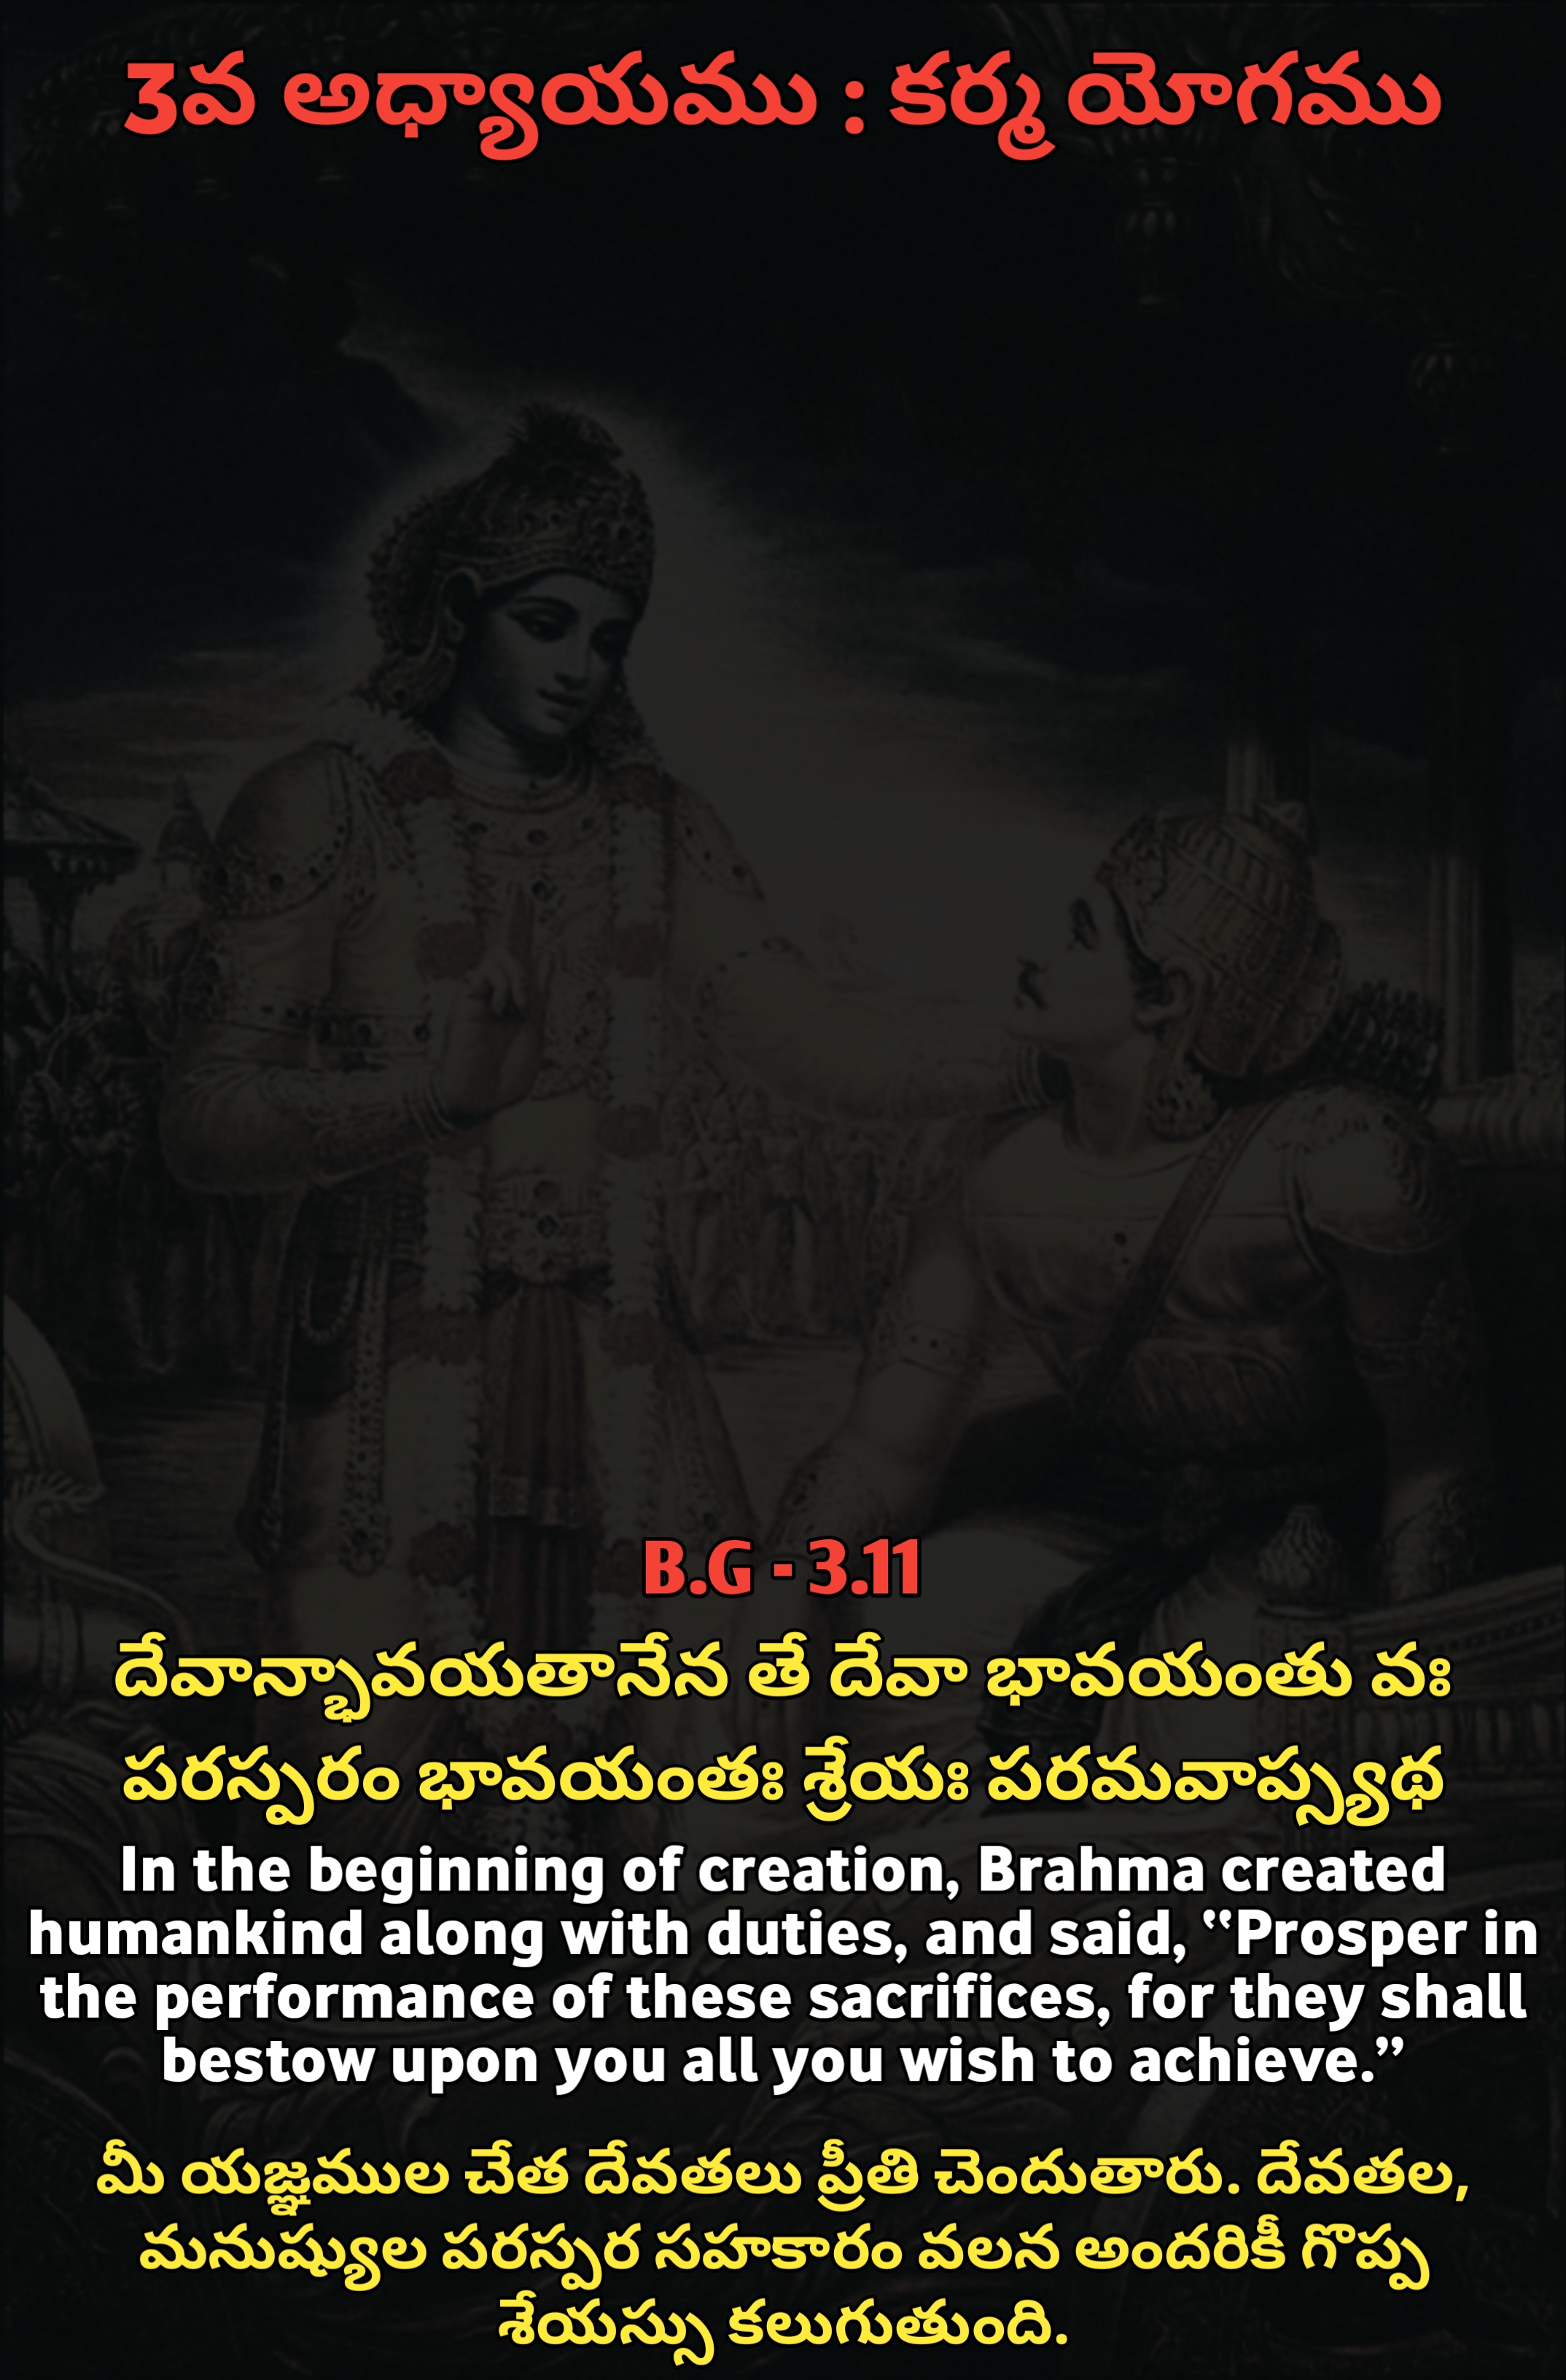 3వ అధ్యాయము : కర్మ యోగము
B.G - 3.11
దేవాన్భావయతానేన తే దేవా భావయంతు వః
పరస్పరం భావయంతః శ్రేయః పరమవాప్స్యథ
In the beginning of creation, Brahma created
humankind along with duties, and said, “Prosper in
the performance of these sacrifices, for they shall
bestow upon you all you wish to achieve.”
మీ యజ్ఞముల చేత దేవతలు ప్రీతి చెందుతారు. దేవతల,
మనుష్యుల పరస్పర సహకారం వలన అందరికీ గొప్ప
శేయస్సు కలుగుతుంది.